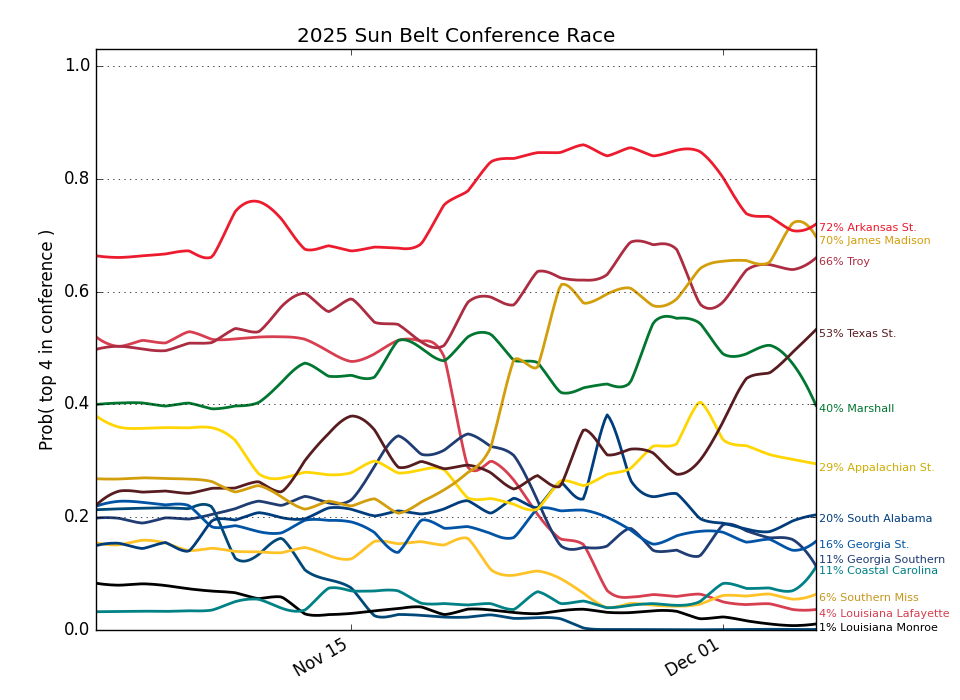 2025 Sun Belt Conference Race
1.0
0.8
0.6
0.4
0.2
0.0
Prob( top 4 in conference )
Nov 15
Dec 01
72% Arkansas St.
70% James Madison
66% Troy
53% Texas St.
40% Marshall
29% Appalachian St.
20% South Alabama
16% Georgia St.
11% Georgia Southern
11% Coastal Carolina
6% Southern Miss
4% Louisiana Lafayette
1% Louisiana Monroe